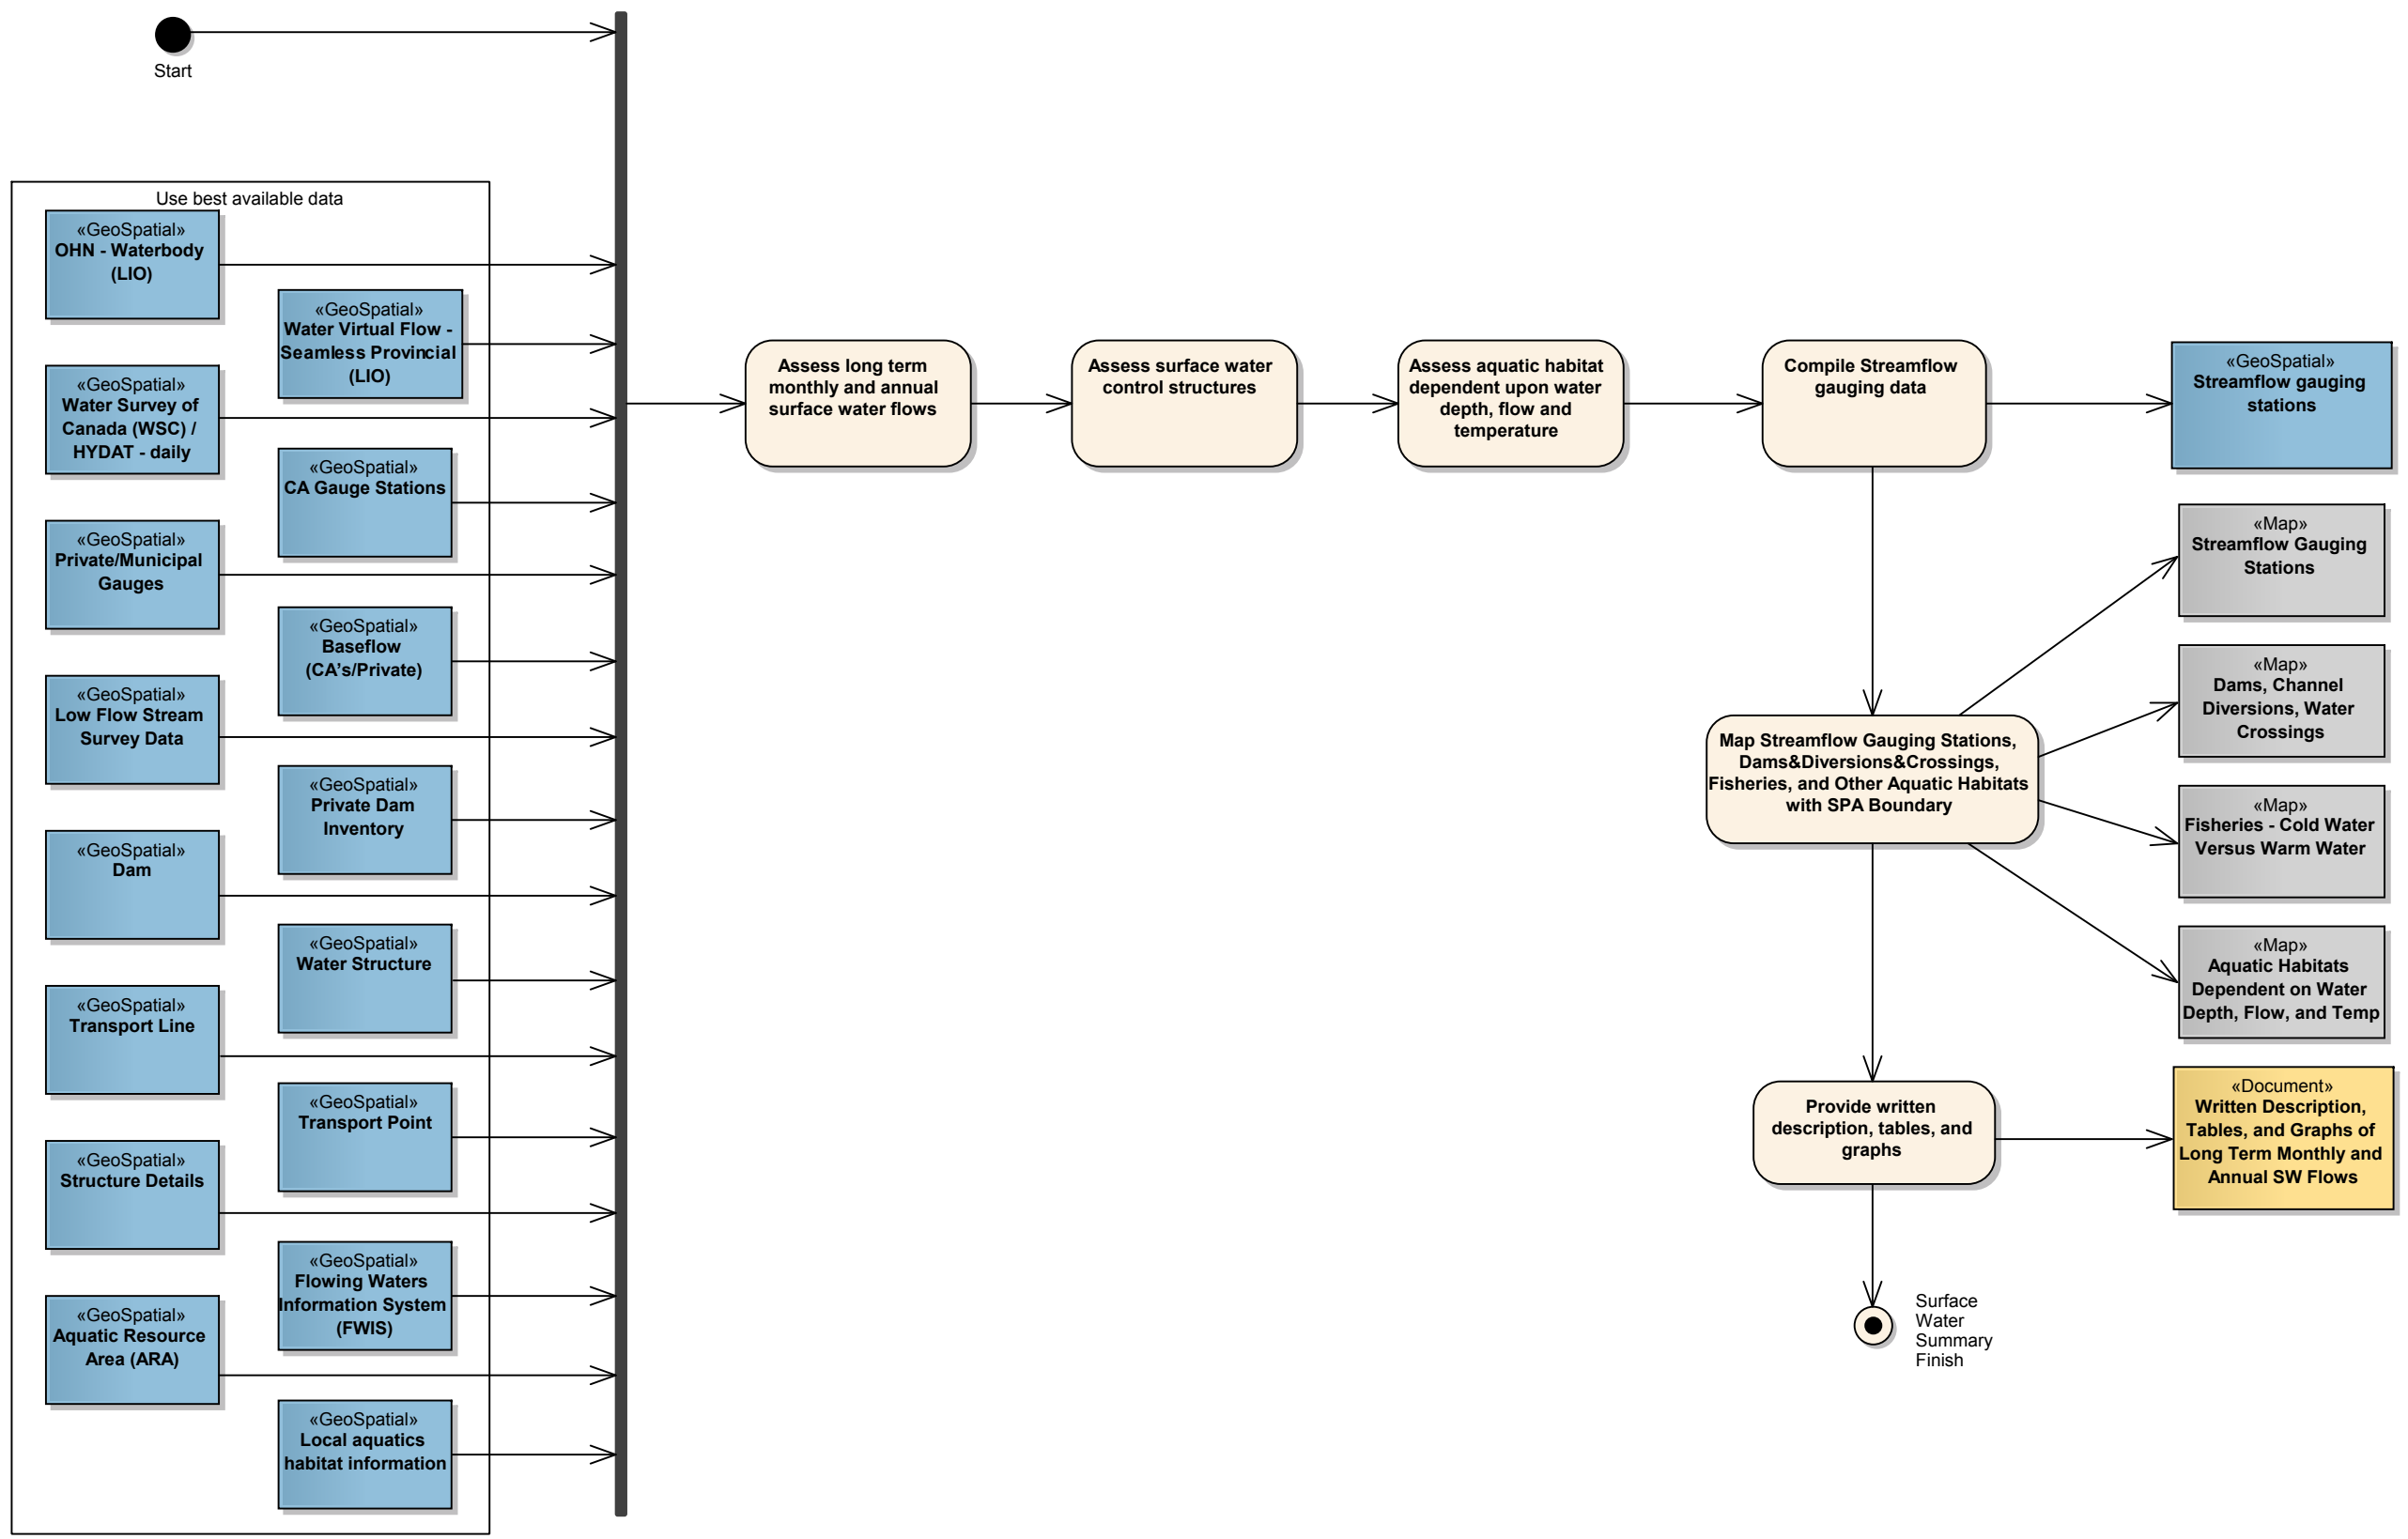 Start
Use best available data
«GeoSpatial»
OHN - Waterbody
(LIO)
«GeoSpatial»
Water Virtual Flow -
Seamless Provincial
(LIO)
«GeoSpatial»
Water Survey of
Canada (WSC) /
HYDAT - daily
«GeoSpatial»
CA Gauge Stations
«GeoSpatial»
Private/Municipal
Gauges
«GeoSpatial»
Baseflow
(CA's/Private)
«GeoSpatial»
Low Flow Stream
Survey Data
«GeoSpatial»
Private Dam
Inventory
«GeoSpatial»
Dam
«GeoSpatial»
Water Structure
«GeoSpatial»
Transport Line
«GeoSpatial»
Transport Point
«GeoSpatial»
Structure Details
«GeoSpatial»
Flowing Waters
Information System
(FWIS)
«GeoSpatial»
Aquatic Resource
Area (ARA)
«GeoSpatial»
Local aquatics
habitat information
Assess long term
monthly and annual
surface water flows
Assess surface water
control structures
Assess aquatic habitat
dependent upon water
depth, flow and
temperature
Compile Streamflow
gauging data
«GeoSpatial»
Streamflow gauging
stations
«Map»
Streamflow Gauging
Stations
«Map»
Dams, Channel
Diversions, Water
Crossings
Map Streamflow Gauging Stations,
Dams&Diversions&Crossings,
Fisheries, and Other Aquatic Habitats
with SPA Boundary
«Map»
Fisheries - Cold Water
Versus Warm Water
«Map»
Aquatic Habitats
Dependent on Water
Depth, Flow, and Temp
Provide written
description, tables, and
graphs
«Document»
Written Description,
Tables, and Graphs of
Long Term Monthly and
Annual SW Flows
Surface
Water
Summary
Finish